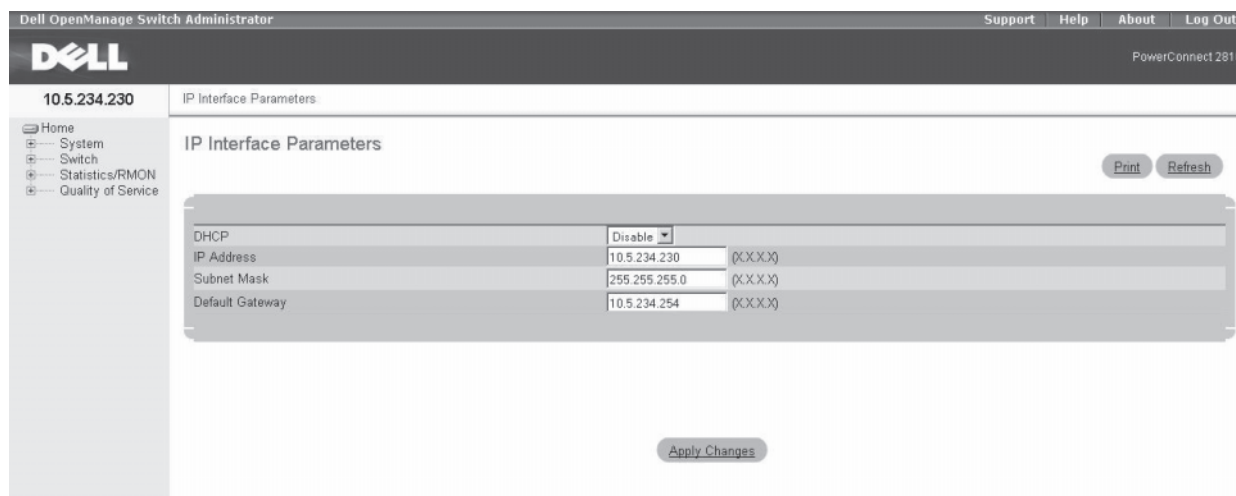 Dell OpenManage Switch Administrator Support Help About Log Out
DELL
PowerConnect 281
10.5.234.230 IP Interface Parameters
Home
System
Switch
Statistics/RMON
Quality of Service
IP Interface Parameters
Print Refresh
DHCP Disable
IP Address 10.5.234.230 (X.X.X.X)
Subnet Mask 255.255.255.0 (X.X.X.X)
Default Gateway 10.5.234.254 (X.X.X.X)
Apply Changes